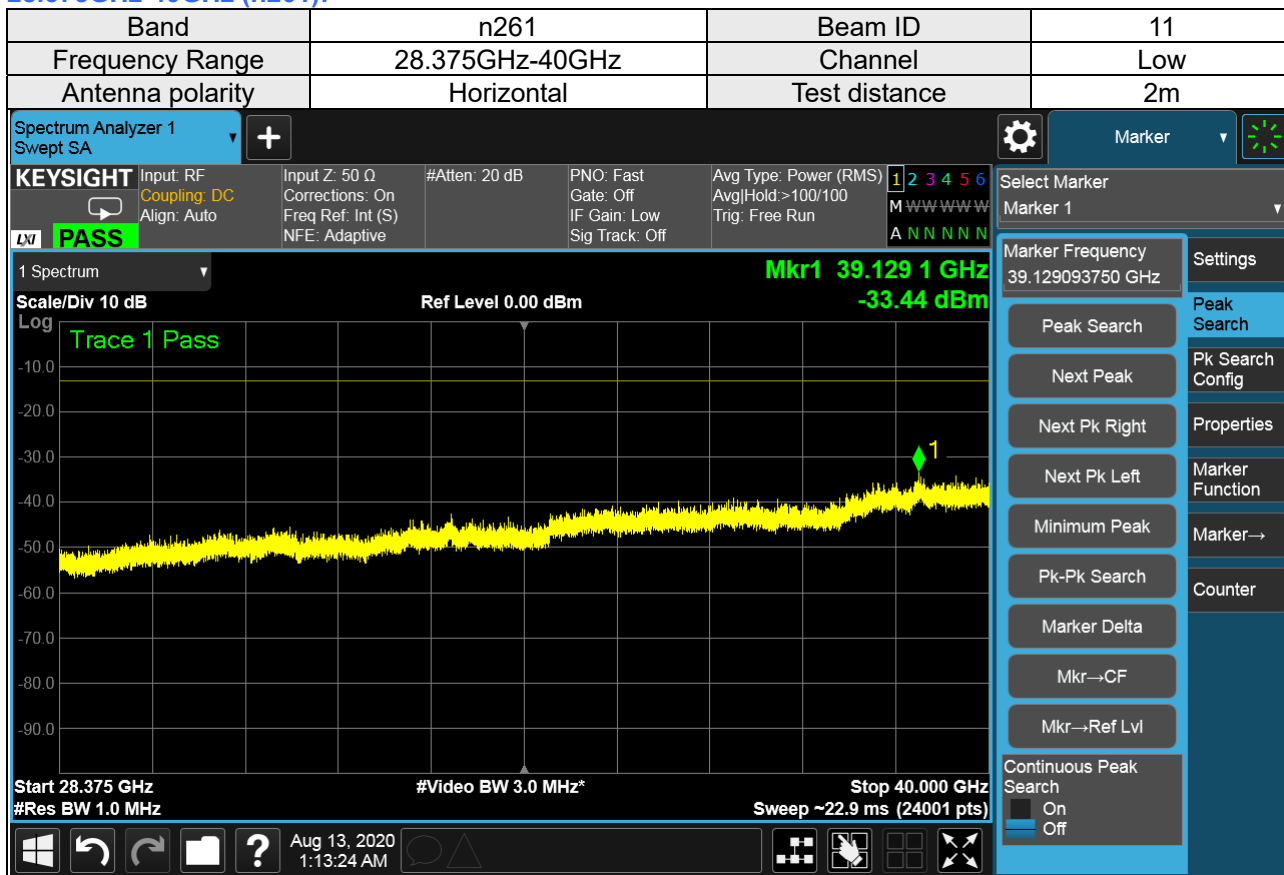 28.375GHz-40GHz (n261):
Band n261 Beam ID 11
Frequency Range 28.375GHz-40GHz Channel Low
Antenna polarity Horizontal Test distance 2m
Spectrum Analyzer 1
Swept SA
+
Marker
KEYSIGHT
LXI PASS
Input: RF
Coupling: DC
Align: Auto
Input Z: 50 Ω
Corrections: On
Freq Ref: Int (S)
NFE: Adaptive
#Atten: 20 dB
PNO: Fast
Gate: Off
IF Gain: Low
Sig Track: Off
Avg Type: Power (RMS)
Avg|Hold:>100/100
Trig: Free Run
1 2 3 4 5 6
M W W W W W
A N N N N N
Select Marker
Marker 1
1 Spectrum
Mkr1 39.129 1 GHz
Scale/Div 10 dB Ref Level 0.00 dBm -33.44 dBm
Log
Trace 1 Pass
-10.0
-20.0
-30.0
-40.0
-50.0
-60.0
-70.0
-80.0
-90.0
1
Start 28.375 GHz #Video BW 3.0 MHz* Stop 40.000 GHz
#Res BW 1.0 MHz Sweep ~22.9 ms (24001 pts)
Marker Frequency
39.129093750 GHz
Peak Search
Next Peak
Next Pk Right
Next Pk Left
Minimum Peak
Pk-Pk Search
Marker Delta
Mkr→CF
Mkr→Ref Lvl
Continuous Peak
Search
On
Off
Settings
Peak
Search
Pk Search
Config
Properties
Marker
Function
Marker→
Counter
?
Aug 13, 2020
1:13:24 AM